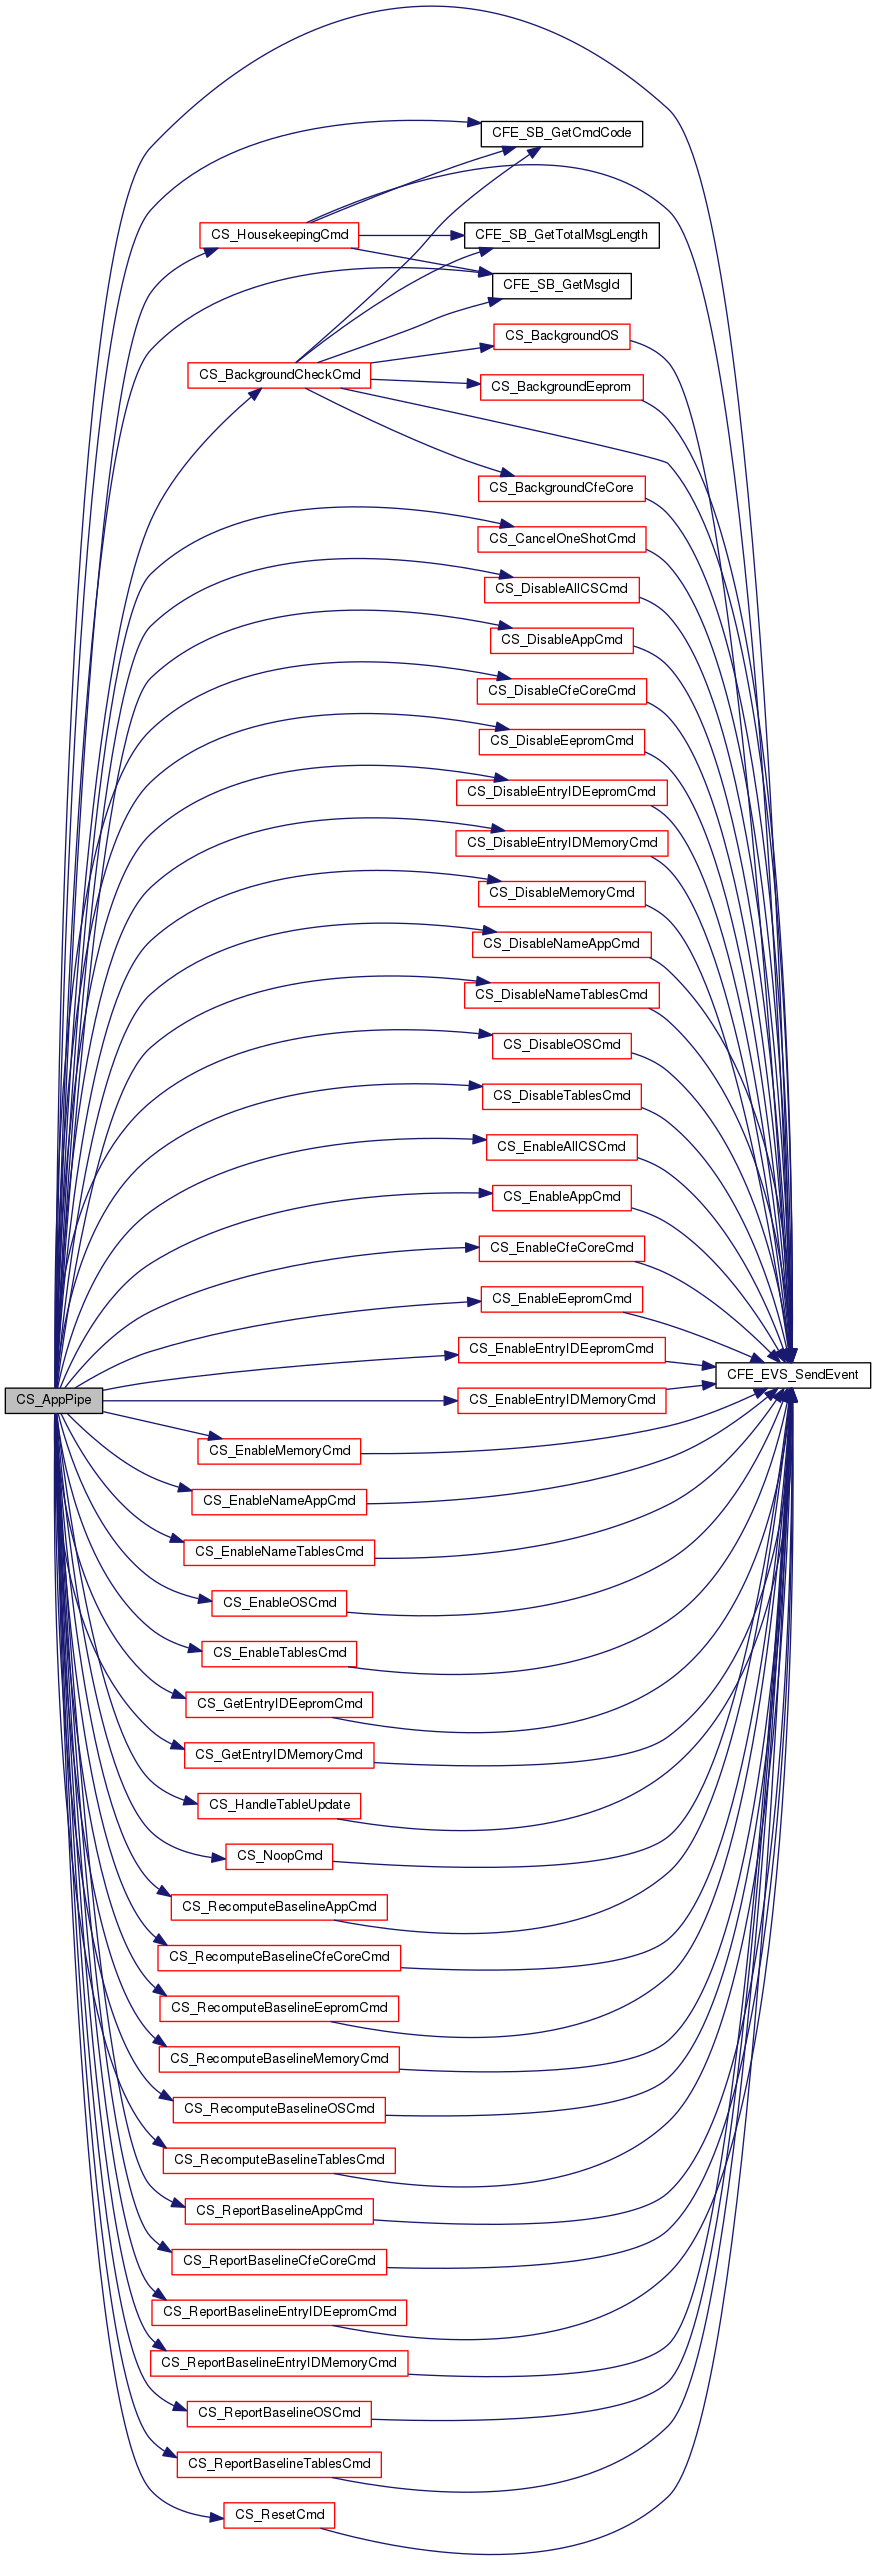 CFE_SB_GetCmdCode
CS_HousekeepingCmd
CFE_SB_GetTotalMsgLength
CFE_SB_GetMsgId
CS_BackgroundOS
CS_BackgroundCheckCmd
CS_BackgroundEeprom
CS_BackgroundCfeCore
CS_CancelOneShotCmd
CS_DisableAllCSCmd
CS_DisableAppCmd
CS_DisableCfeCoreCmd
CS_DisableEepromCmd
CS_DisableEntryIDEepromCmd
CS_DisableEntryIDMemoryCmd
CS_DisableMemoryCmd
CS_DisableNameAppCmd
CS_DisableNameTablesCmd
CS_DisableOSCmd
CS_DisableTablesCmd
CS_EnableAllCSCmd
CS_EnableAppCmd
CS_EnableCfeCoreCmd
CS_EnableEepromCmd
CS_EnableEntryIDEepromCmd
CFE_EVS_SendEvent
CS_AppPipe
CS_EnableEntryIDMemoryCmd
CS_EnableMemoryCmd
CS_EnableNameAppCmd
CS_EnableNameTablesCmd
CS_EnableOSCmd
CS_EnableTablesCmd
CS_GetEntryIDEepromCmd
CS_GetEntryIDMemoryCmd
CS_HandleTableUpdate
CS_NoopCmd
CS_RecomputeBaselineAppCmd
CS_RecomputeBaselineCfeCoreCmd
CS_RecomputeBaselineEepromCmd
CS_RecomputeBaselineMemoryCmd
CS_RecomputeBaselineOSCmd
CS_RecomputeBaselineTablesCmd
CS_ReportBaselineAppCmd
CS_ReportBaselineCfeCoreCmd
CS_ReportBaselineEntryIDEepromCmd
CS_ReportBaselineEntryIDMemoryCmd
CS_ReportBaselineOSCmd
CS_ReportBaselineTablesCmd
CS_ResetCmd